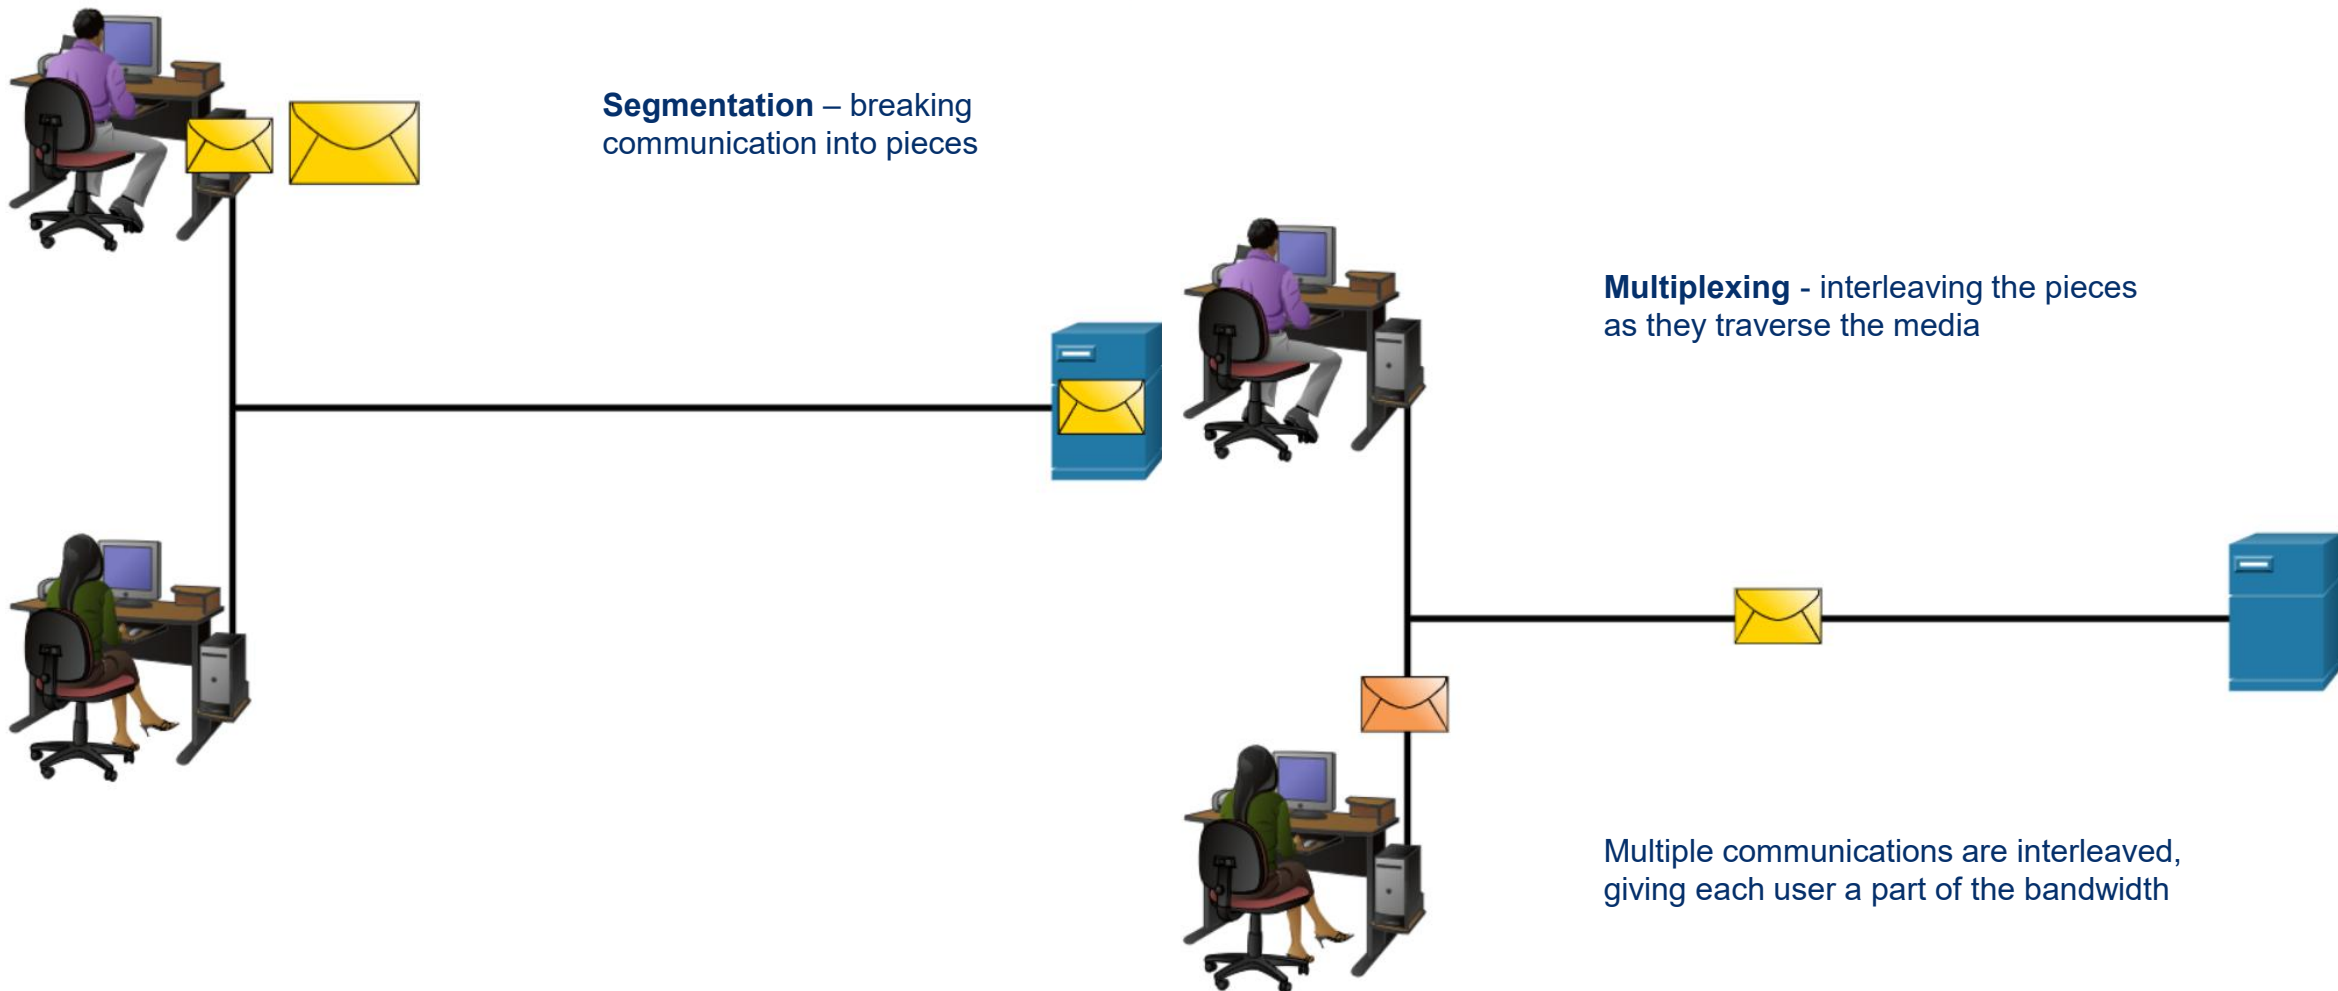 Segmentation – breaking
communication into pieces
Multiplexing - interleaving the pieces
as they traverse the media
Multiple communications are interleaved,
giving each user a part of the bandwidth